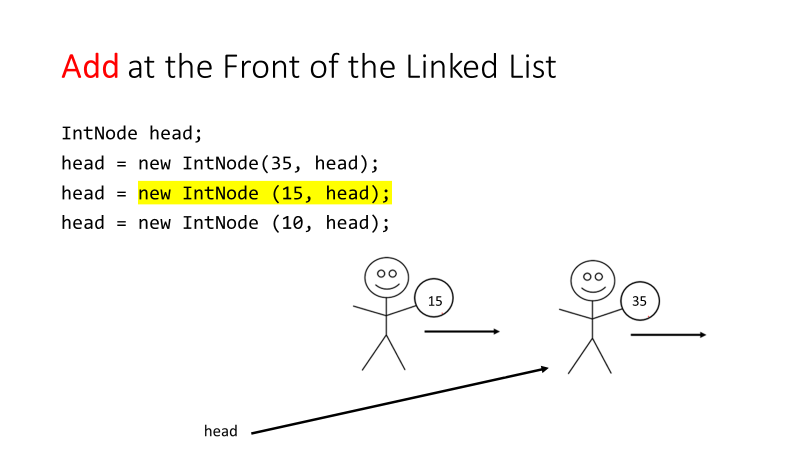 Add at the Front of the Linked List
IntNode head;
head = new IntNode(35, head);
head = new IntNode (15, head);
head = new IntNode (10, head);
15
35
head